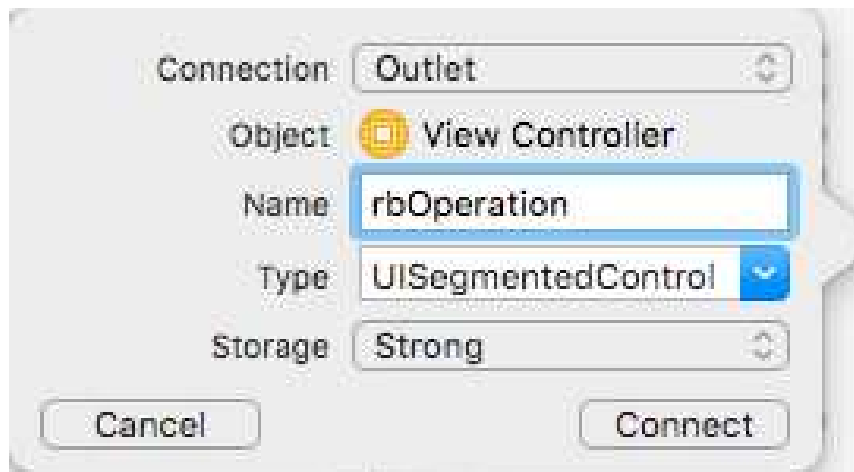 Connection Outlet
Object View Controller
Name rbOperation
Type UISegmentedControl
Storage Strong
Cancel Connect